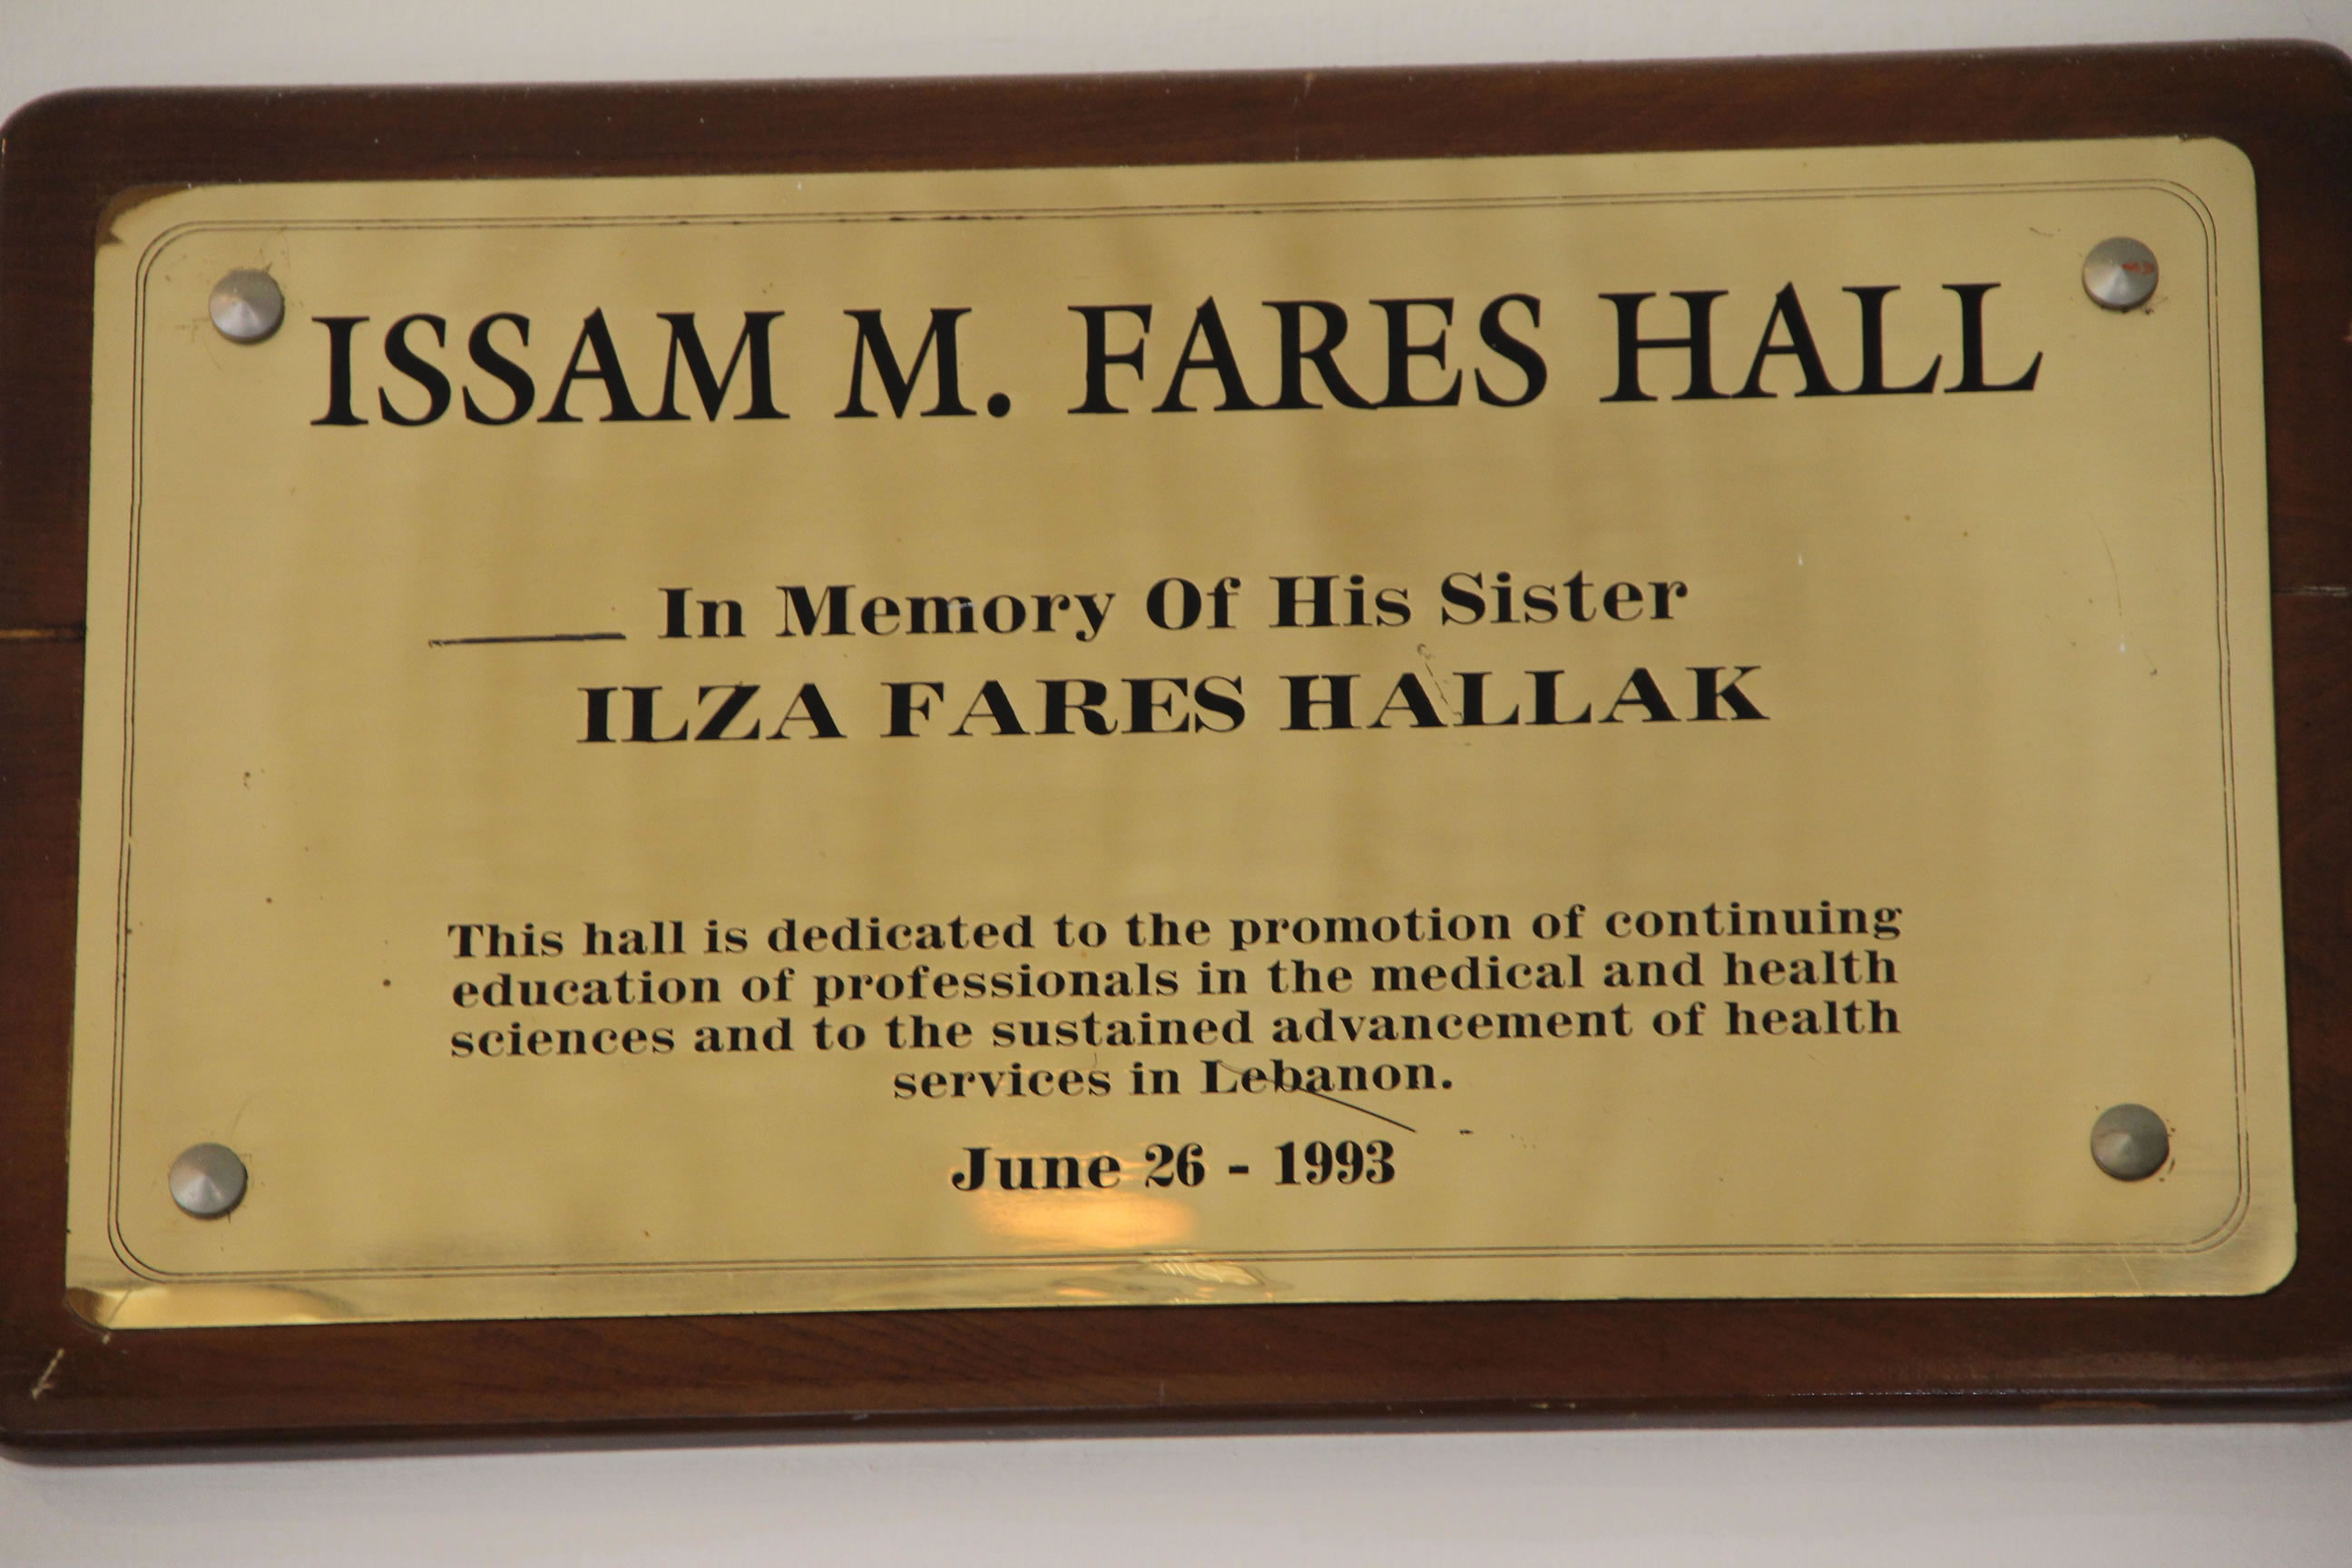 ISSAM M. FARES HALL
In Memory Of His Sister
ILZA FARES HALLAK
This hall is dedicated to the promotion of continuing
education of professionals in the medical and health
sciences and to the sustained advancement of health
services in Lebanon.
June 26 - 1993